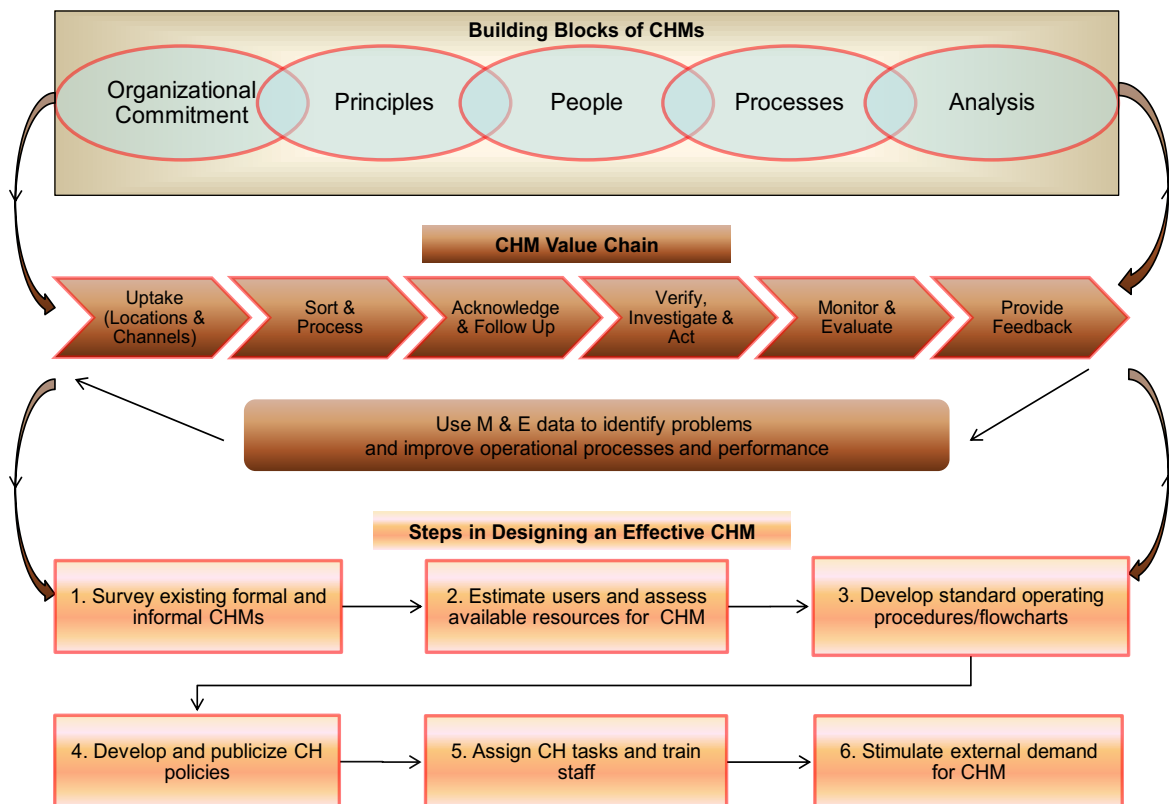 Building Blocks of CHMs
Organizational
Commitment
Principles
People
Processes
Analysis
CHM Value Chain
Uptake
(Locations &
Channels)
Sort &
Process
Acknowledge
& Follow Up
Verify,
Investigate &
Act
Monitor &
Evaluate
Provide
Feedback
Use M & E data to identify problems
and improve operational processes and performance
Steps in Designing an Effective CHM
1. Survey existing formal and
informal CHMs
2. Estimate users and assess
available resources for CHM
3. Develop standard operating
procedures/flowcharts
4. Develop and publicize CH
policies
5. Assign CH tasks and train
staff
6. Stimulate external demand
for CHM